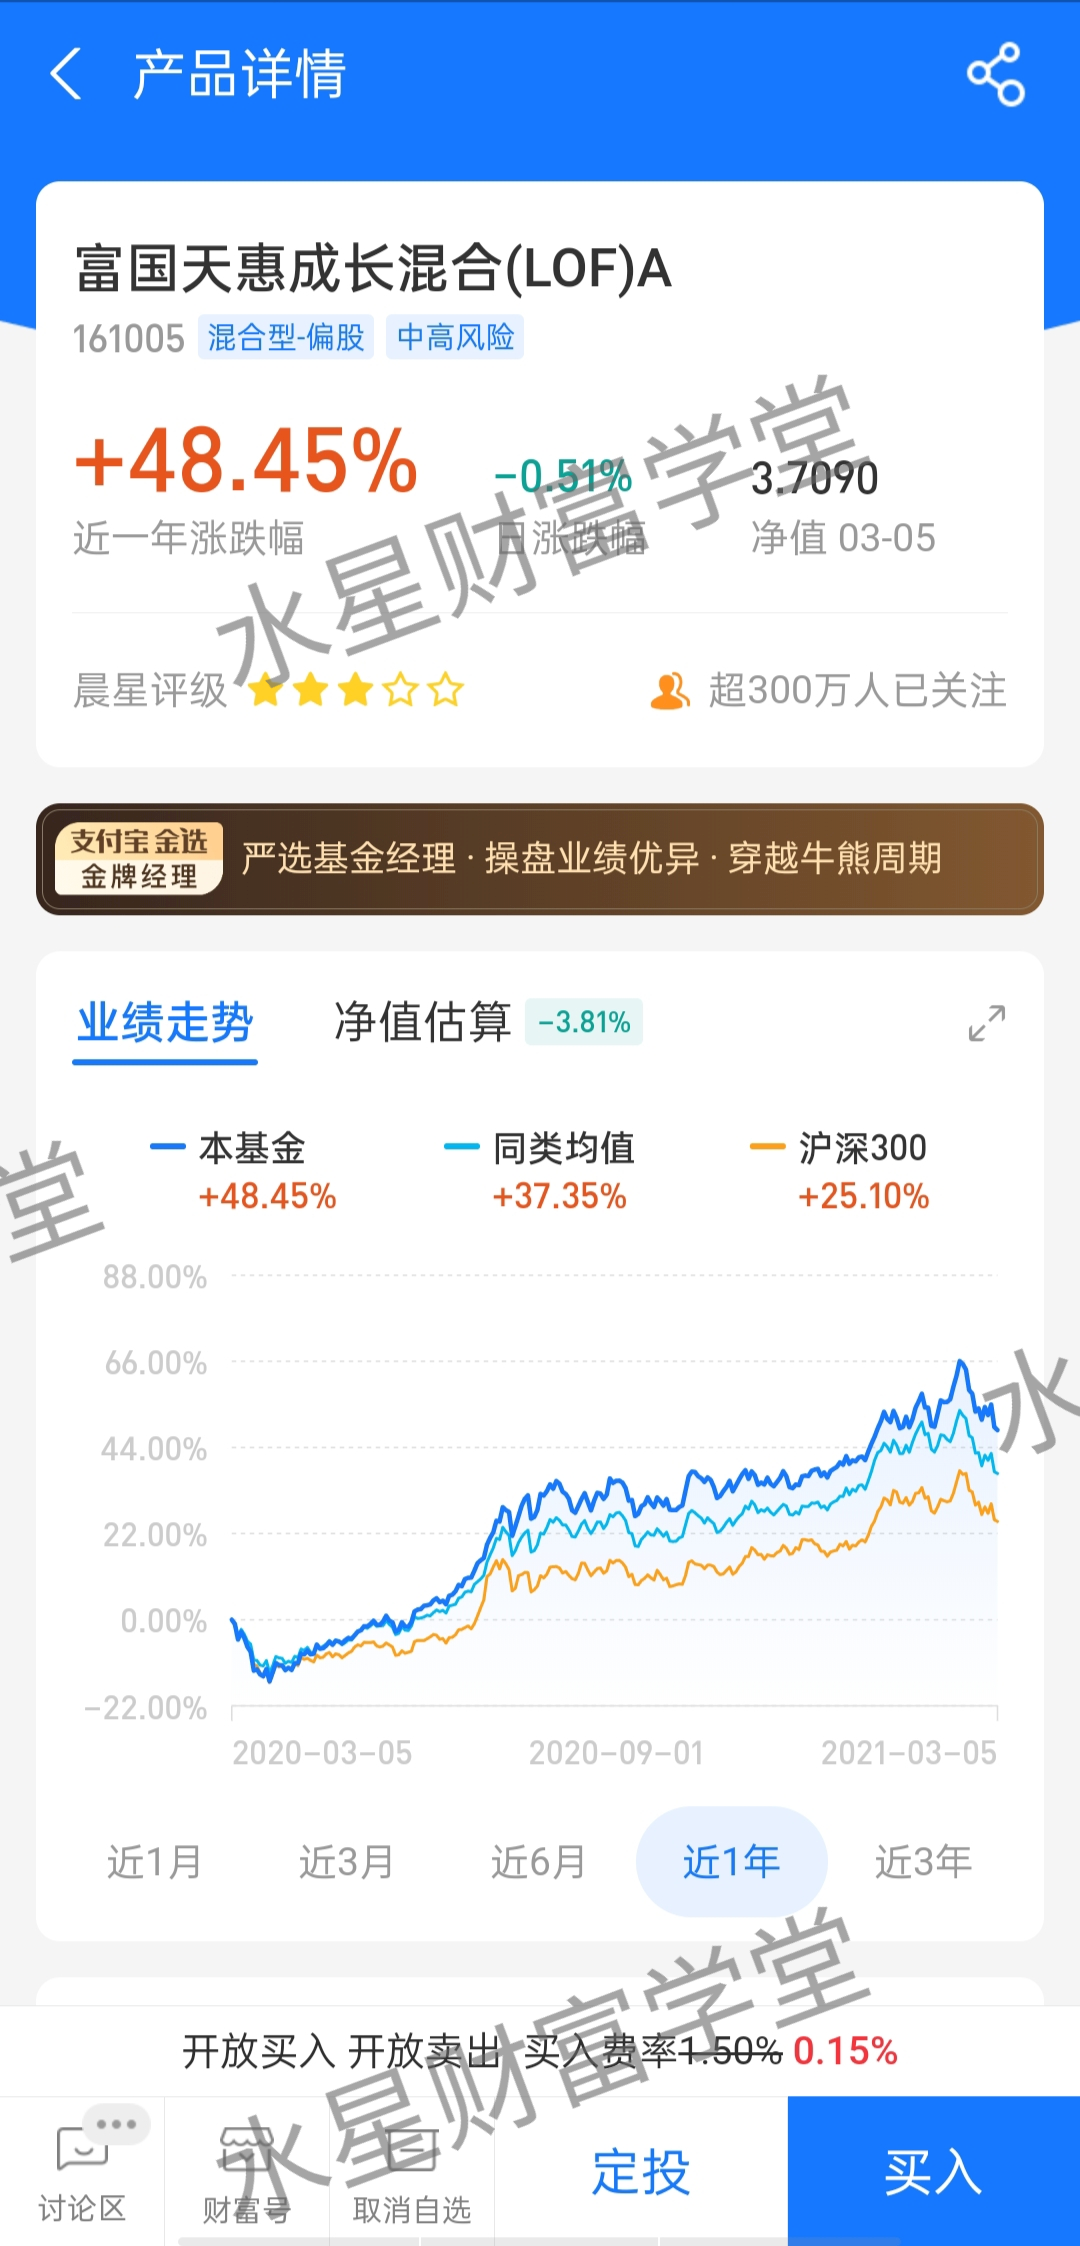 产品详情
富国天惠成长混合(LOF)A
161005 混合型-偏股 中高风险
+48.45% -0.51% 3.7090
近一年涨跌幅 日涨跌幅 净值 03-05
水星财富学堂
晨星评级 超300万人已关注
支付宝 金选
金牌经理
严选基金经理·操盘业绩优异·穿越牛熊周期
业绩走势 净值估算 -3.81%
堂
本基金 同类均值 沪深300
+48.45% +37.35% +25.10%
88.00%
66.00%
水
44.00%
22.00%
0.00%
-22.00%
2020-03-05 2020-09-01 2021-03-05
近1月 近3月 近6月 近1年 近3年
水星财富学堂
开放买入 开放卖出 买入费率1.50% 0.15%
讨论区 财富号 取消自选 定投 买入